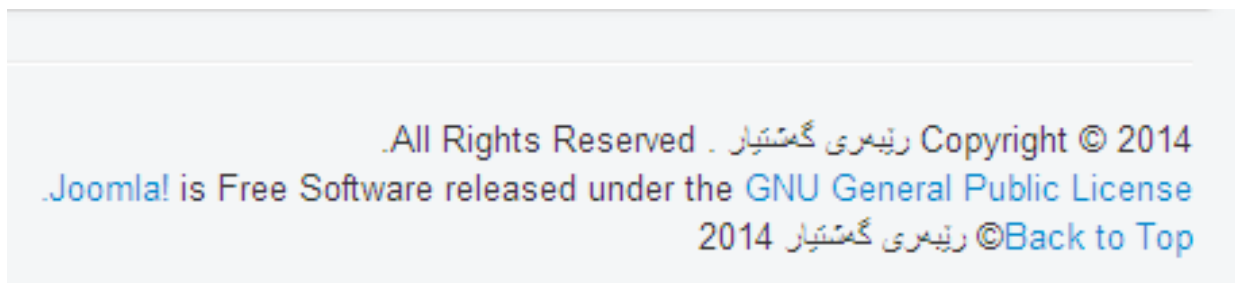 Copyright © 2014 رێبەری گەشتیار . All Rights Reserved.
Joomla! is Free Software released under the GNU General Public License.
Back to Top© رێبەری گەشتیار 2014